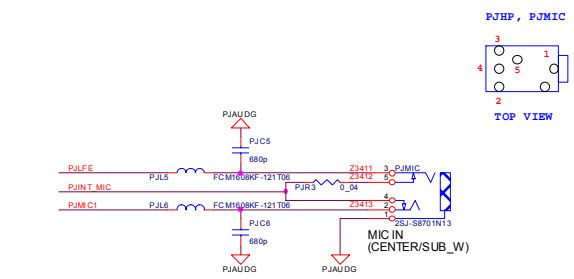 PJHP, PJMIC
3
1
4
5
2
TOP VIEW
PJAUDG
PJC5
680p
PJLFE
PJL5
FCM1608KF-121T06
Z3411
3
PJMIC
Z3412
5
PJINT_MIC
PJR3
0_04
4
PJMIC1
PJL6
FCM1608KF-121T06
Z3413
2
1
2SJ-S8701N13
PJC6
680p
MIC IN
(CENTER/SUB_W)
PJAUDG
PJAUDG